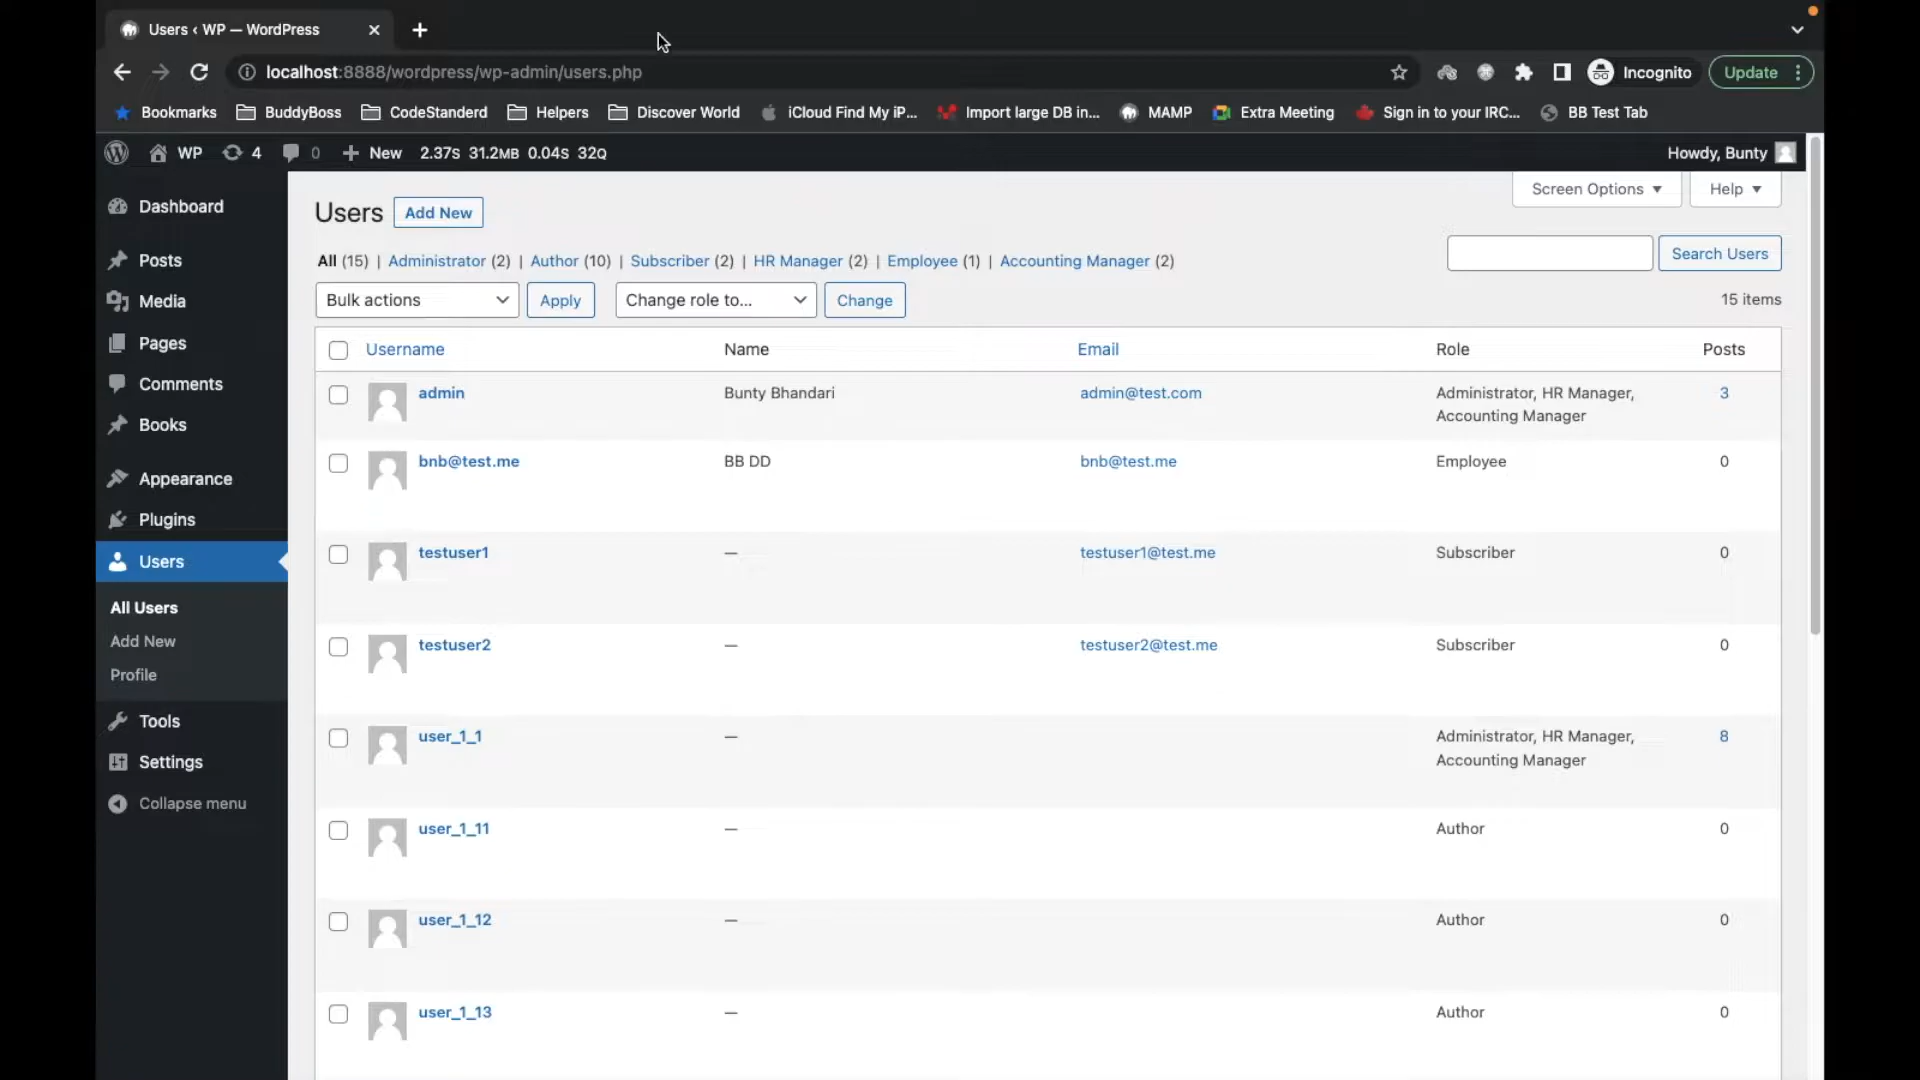 Users ‹ WP — WordPress
localhost:8888/wordpress/wp-admin/users.php
Incognito
Update
Bookmarks BuddyBoss CodeStanderd Helpers Discover World iCloud Find My iP... Import large DB in... MAMP Extra Meeting Sign in to your IRC... BB Test Tab
WP 4 0 New 2.37S 31.2MB 0.04S 32Q
Howdy, Bunty
Dashboard
Posts
Media
Pages
Comments
Books
Appearance
Plugins
Users
All Users
Add New
Profile
Tools
Settings
Collapse menu
Screen Options
Help
Users Add New
All (15) | Administrator (2) | Author (10) | Subscriber (2) | HR Manager (2) | Employee (1) | Accounting Manager (2)
Search Users
Bulk actions Apply Change role to... Change
15 items
Username Name Email Role Posts
admin Bunty Bhandari admin@test.com Administrator, HR Manager, 3
Accounting Manager
bnb@test.me BB DD bnb@test.me Employee 0
testuser1 — testuser1@test.me Subscriber 0
testuser2 — testuser2@test.me Subscriber 0
user_1_1 — Administrator, HR Manager, 8
Accounting Manager
user_1_11 — Author 0
user_1_12 — Author 0
user_1_13 — Author 0